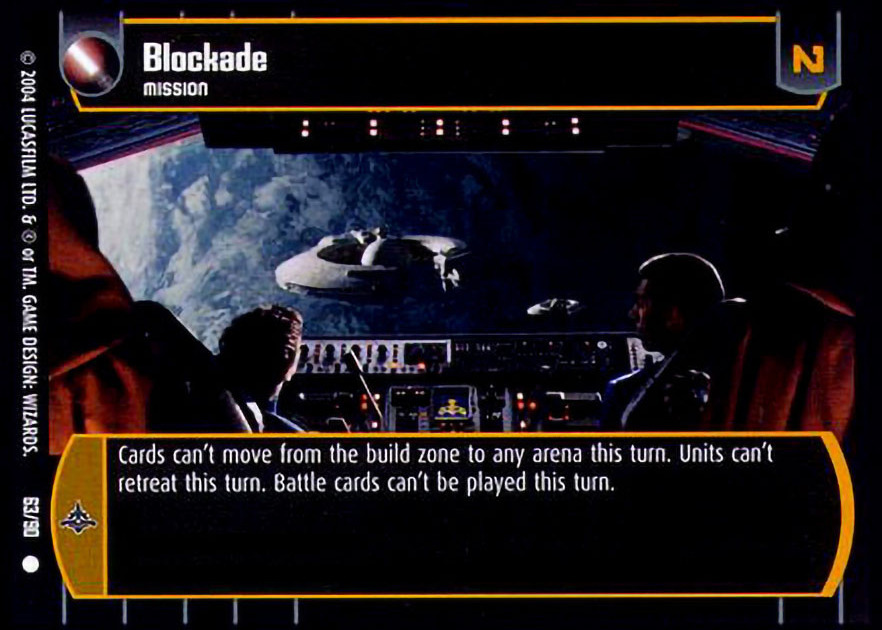 Blockade
MISSION
N
Cards can't move from the build zone to any arena this turn. Units can't
retreat this turn. Battle cards can't be played this turn.
© 2004 LUCASFILM LTD. & ® or TM. GAME DESIGN: WIZARDS. 63/90